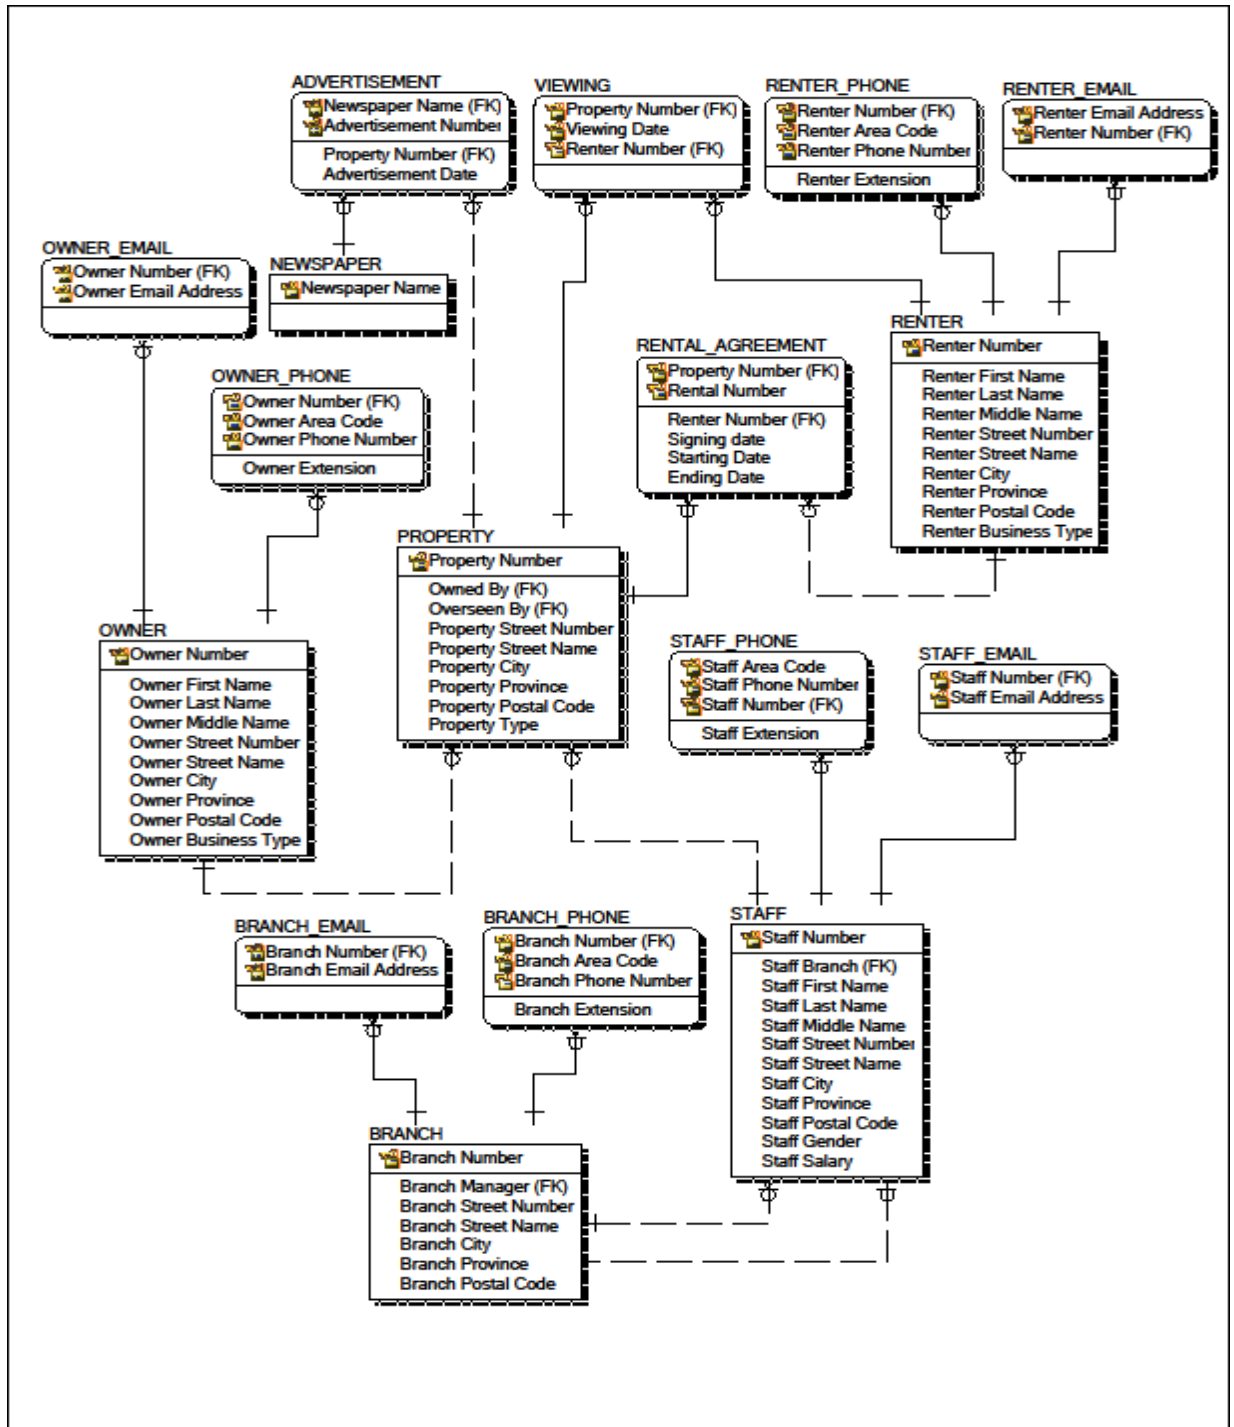 ADVERTISEMENT
Newspaper Name (FK)
Advertisement Number
Property Number (FK)
Advertisement Date
VIEWING
Property Number (FK)
Viewing Date
Renter Number (FK)
RENTER_PHONE
Renter Number (FK)
Renter Area Code
Renter Phone Number
Renter Extension
RENTER_EMAIL
Renter Email Address
Renter Number (FK)
OWNER_EMAIL
Owner Number (FK)
Owner Email Address
NEWSPAPER
Newspaper Name
RENTER
Renter Number
Renter First Name
Renter Last Name
Renter Middle Name
Renter Street Number
Renter Street Name
Renter City
Renter Province
Renter Postal Code
Renter Business Type
RENTAL_AGREEMENT
Property Number (FK)
Rental Number
Renter Number (FK)
Signing date
Starting Date
Ending Date
OWNER_PHONE
Owner Number (FK)
Owner Area Code
Owner Phone Number
Owner Extension
PROPERTY
Property Number
Owned By (FK)
Overseen By (FK)
Property Street Number
Property Street Name
Property City
Property Province
Property Postal Code
Property Type
OWNER
Owner Number
Owner First Name
Owner Last Name
Owner Middle Name
Owner Street Number
Owner Street Name
Owner City
Owner Province
Owner Postal Code
Owner Business Type
STAFF_PHONE
Staff Area Code
Staff Phone Number
Staff Number (FK)
Staff Extension
STAFF_EMAIL
Staff Number (FK)
Staff Email Address
BRANCH_EMAIL
Branch Number (FK)
Branch Email Address
BRANCH_PHONE
Branch Number (FK)
Branch Area Code
Branch Phone Number
Branch Extension
STAFF
Staff Number
Staff Branch (FK)
Staff First Name
Staff Last Name
Staff Middle Name
Staff Street Number
Staff Street Name
Staff City
Staff Province
Staff Postal Code
Staff Gender
Staff Salary
BRANCH
Branch Number
Branch Manager (FK)
Branch Street Number
Branch Street Name
Branch City
Branch Province
Branch Postal Code